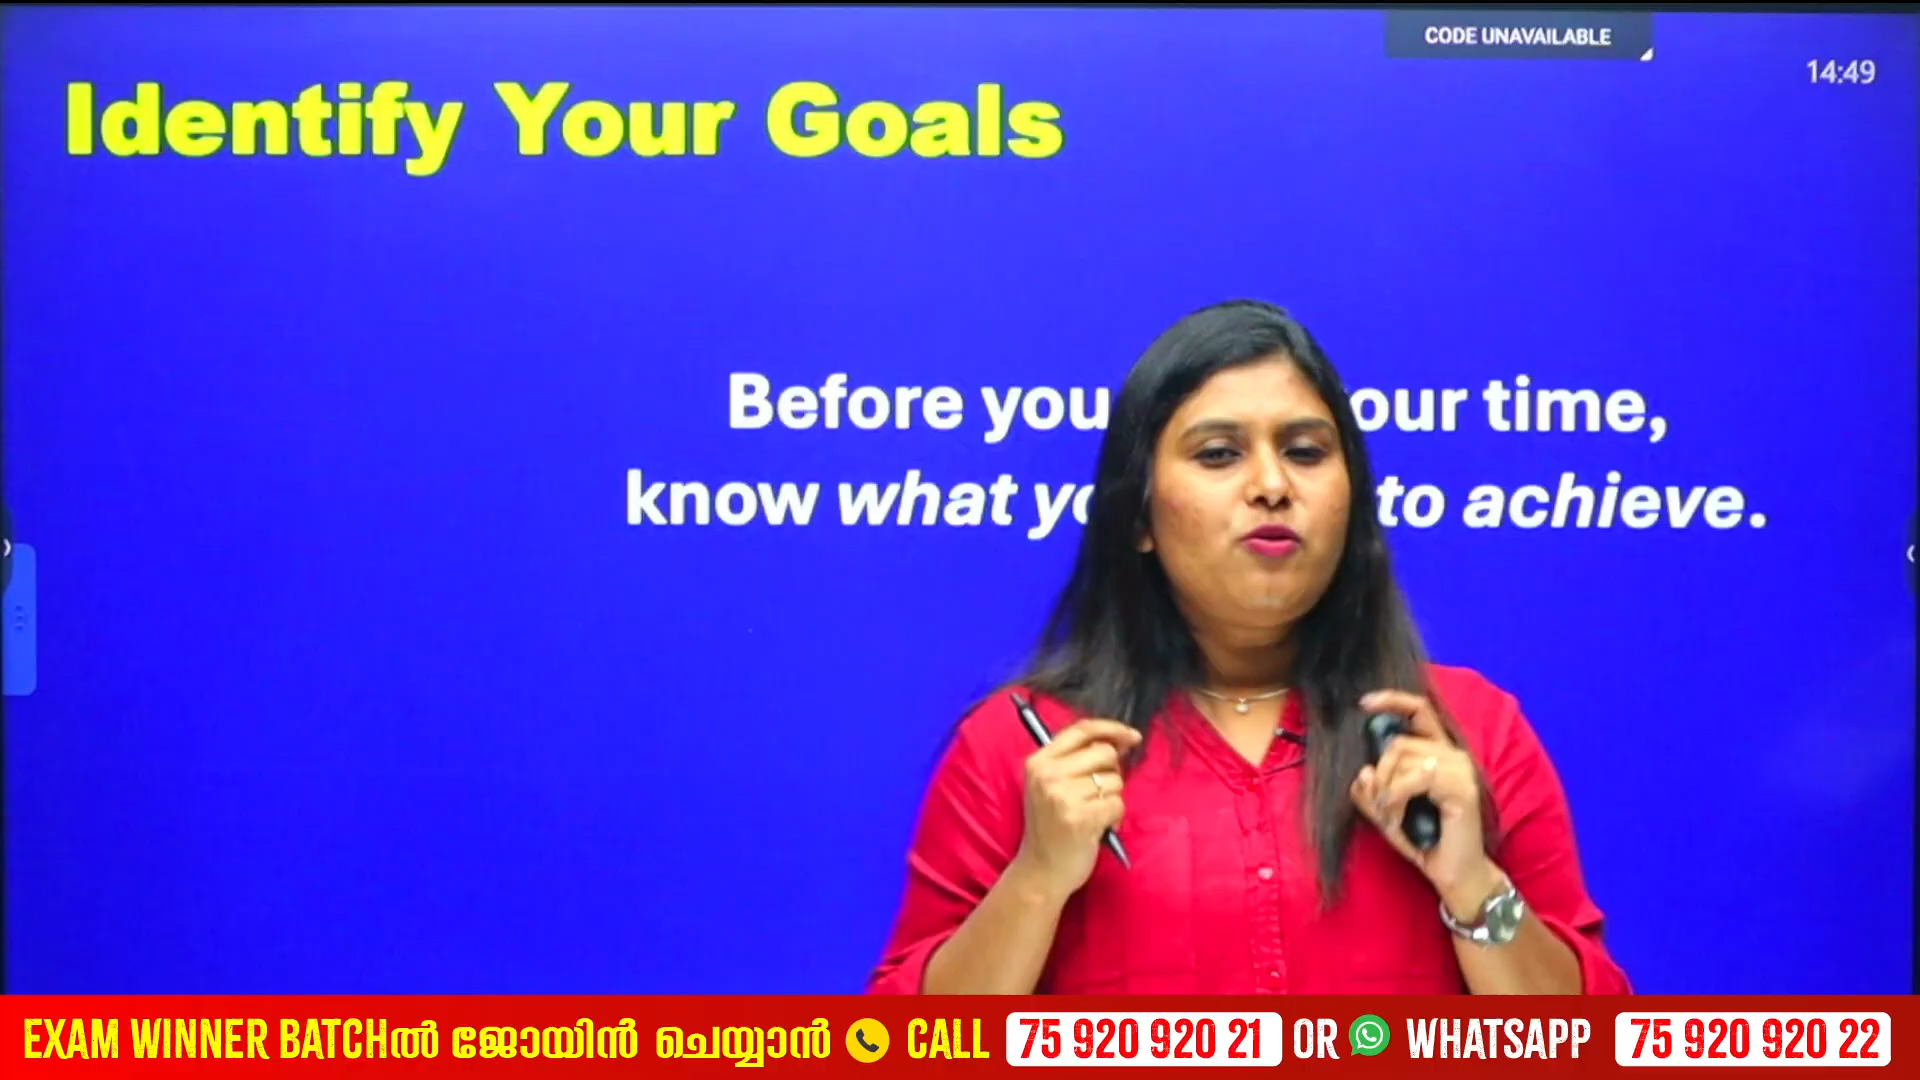 CODE UNAVAILABLE
14:49
Identify Your Goals
Before you our time,
know what to achieve.
EXAM WINNER BATCHൽ ജോയിൻ ചെയ്യാൻ CALL 75 920 920 21 OR WHATSAPP 75 920 920 22